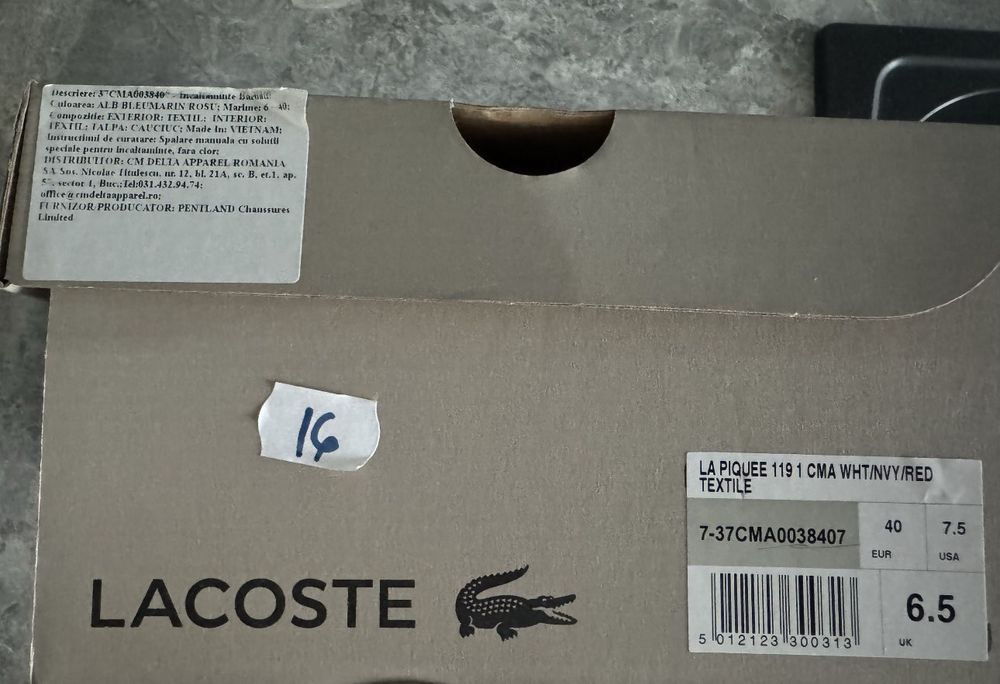 Descriere: 37CMA003840 - Incaltaminte
Culoarea: ALB BLEUMARIN ROSU; Marime: 6 40;
Compozitie: EXTERIOR: TEXTIL; INTERIOR:
TEXTIL; TALPA: CAUCIUC; Made In: VIETNAM;
Instructiuni de curatare: Spalare manuala cu solutii
speciale pentru incaltaminte, fara clor;
DISTRIBUITOR: CM DELTA APPAREL ROMANIA
SA Sos. Nicolae Titulescu, nr. 12, bl. 21A, sc. B, et.1, ap.
sector 1, Buc.;Tel:031.432.94.74;
office@cmdeltaapparel.ro;
FURNIZOR/PRODUCATOR: PENTLAND Chaussures
Limited
16
LA PIQUEE 119 1 CMA WHT/NVY/RED
TEXTILE
7-37CMA0038407
40
EUR
7.5
USA
5 012123 300313
6.5
UK
LACOSTE